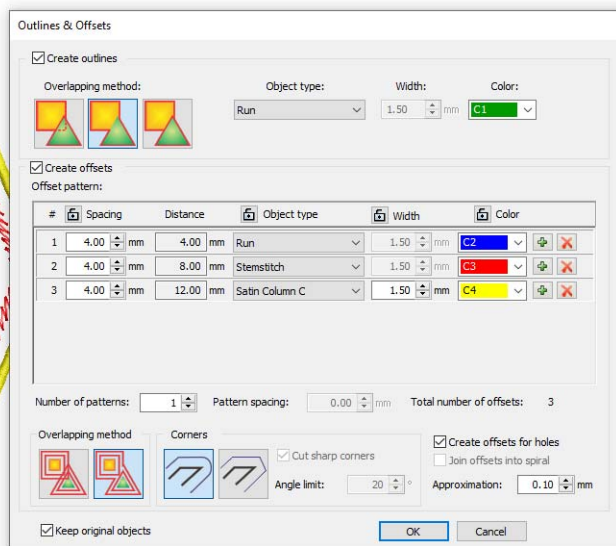 Outlines & Offsets
Create outlines
Overlapping method: Object type: Width: Color:
Run 1.50 mm C1
Create offsets
Offset pattern:
# Spacing Distance Object type Width Color
1 4.00 mm 4.00 mm Run 1.50 mm C2
2 4.00 mm 8.00 mm Stemstitch 1.50 mm C3
3 4.00 mm 12.00 mm Satin Column C 1.50 mm C4
Number of patterns: 1 Pattern spacing: 0.00 mm Total number of offsets: 3
Overlapping method Corners
Cut sharp corners
Angle limit: 20 °
Create offsets for holes
Join offsets into spiral
Approximation: 0.10 mm
Keep original objects OK Cancel